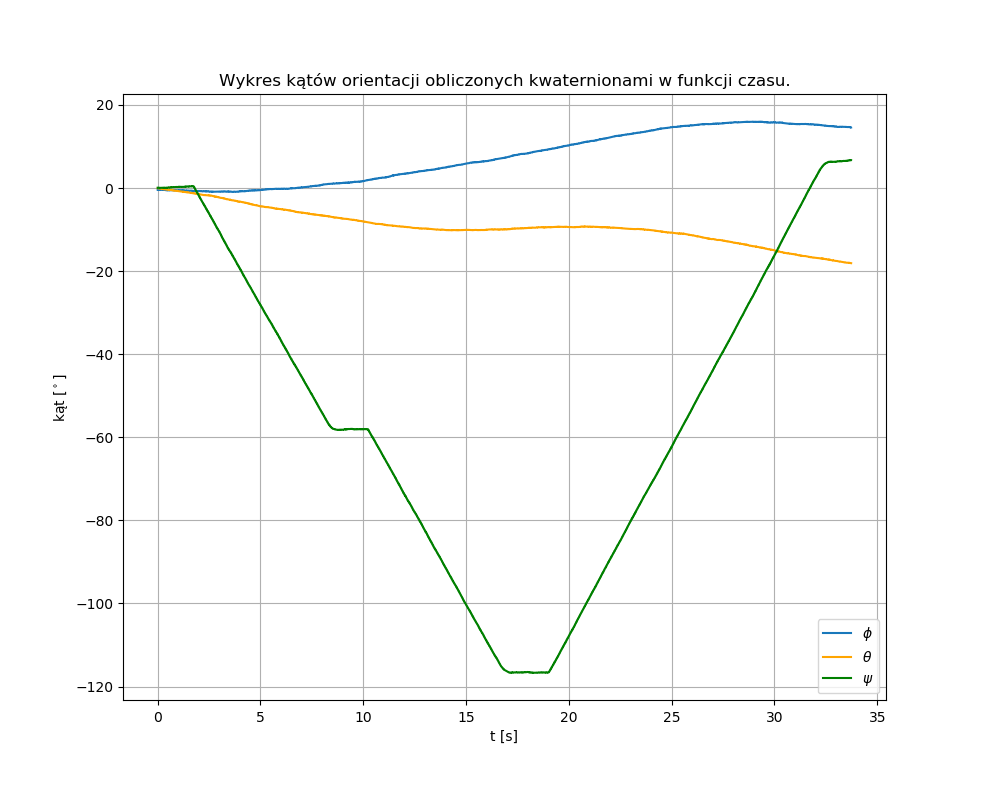 Wykres kątów orientacji obliczonych kwaternionami w funkcji czasu.
20
0
−20
−40
−60
−80
−100
−120
kąt [°]
0 5 10 15 20 25 30 35
t [s]
ϕ
θ
ψ